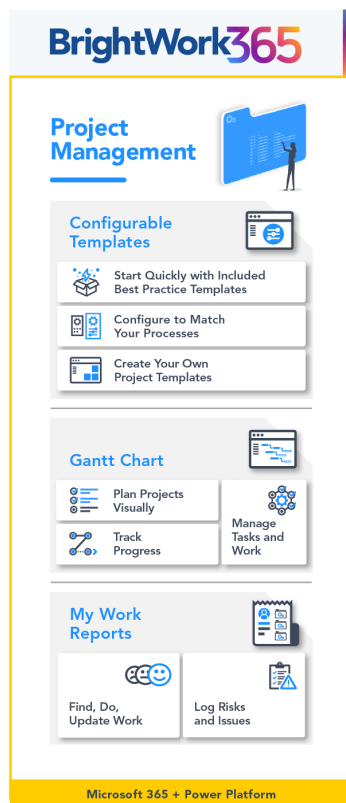 BrightWork365
Project
Management
Configurable
Templates
Start Quickly with Included
Best Practice Templates
Configure to Match
Your Processes
Create Your Own
Project Templates
Gantt Chart
Plan Projects
Visually
Track
Progress
Manage
Tasks and
Work
My Work
Reports
Find, Do,
Update Work
Log Risks
and Issues
Microsoft 365 + Power Platform